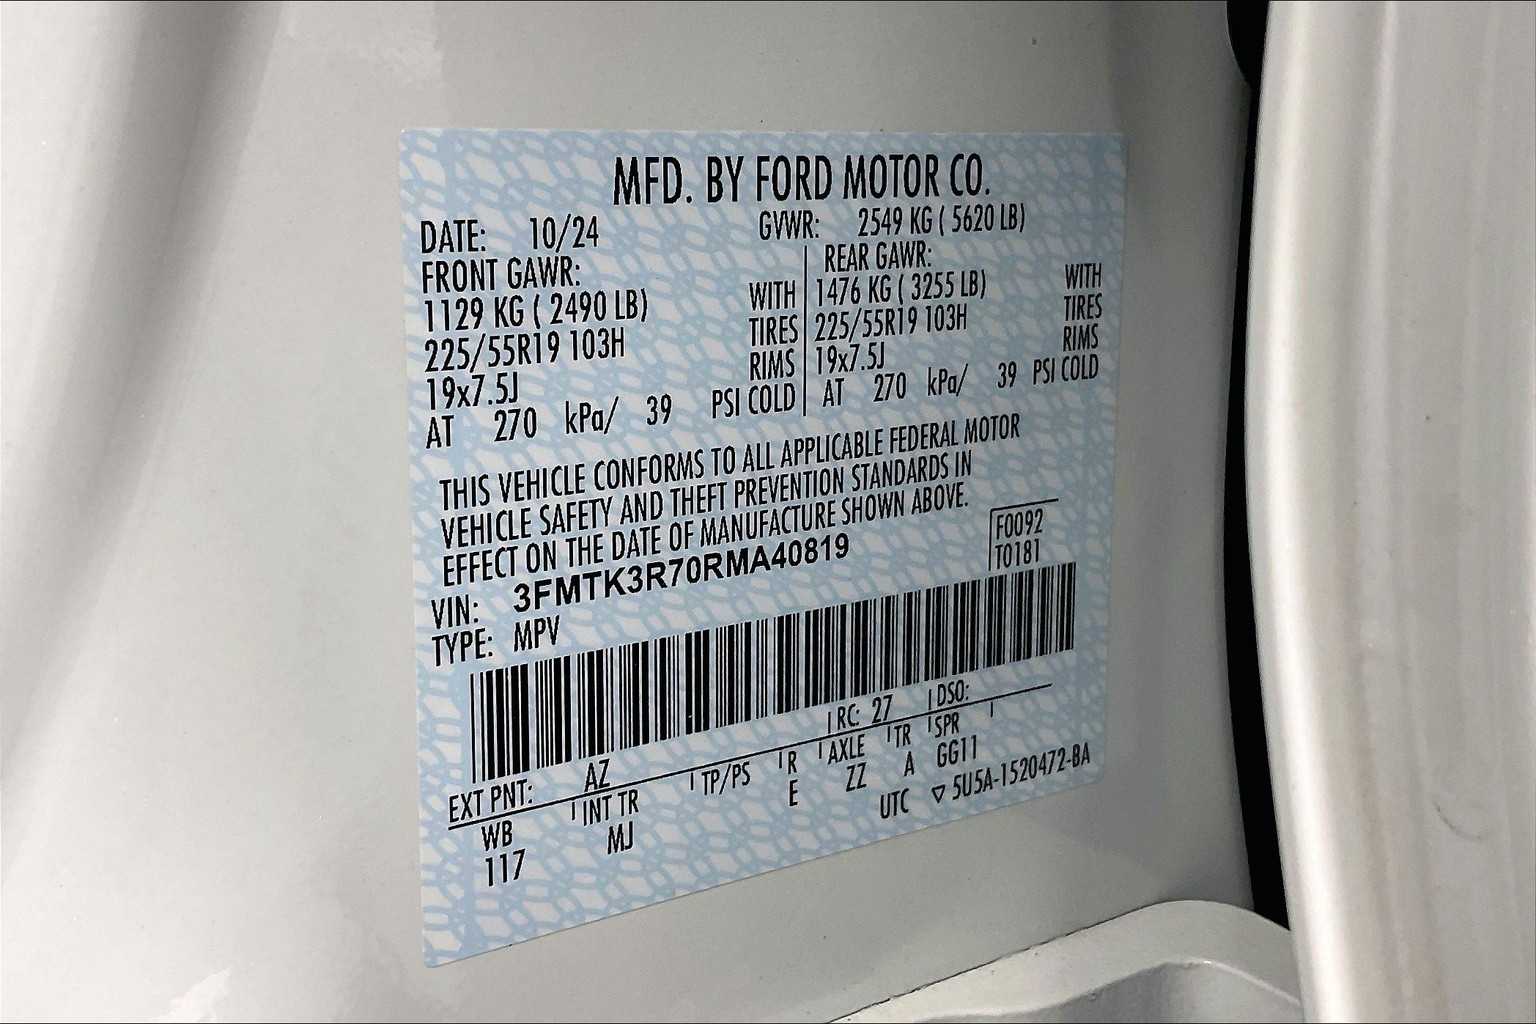 MFD. BY FORD MOTOR CO.
DATE: 10/24 GVWR: 2549 KG ( 5620 LB)
FRONT GAWR: REAR GAWR:
1129 KG ( 2490 LB) WITH 1476 KG ( 3255 LB) WITH
225/55R19 103H TIRES 225/55R19 103H TIRES
19x7.5J RIMS 19x7.5J RIMS
AT 270 kPa/ 39 PSI COLD AT 270 kPa/ 39 PSI COLD
THIS VEHICLE CONFORMS TO ALL APPLICABLE FEDERAL MOTOR
VEHICLE SAFETY AND THEFT PREVENTION STANDARDS IN
EFFECT ON THE DATE OF MANUFACTURE SHOWN ABOVE.
F0092
VIN: 3FMTK3R70RMA40819 T0181
TYPE: MPV
EXT PNT: AZ RC: 27 DSO:
WB INT TR TP/PS R AXLE TR SPR
117 MJ E ZZ A GG11
UTC ▽ 5U5A-1520472-BA